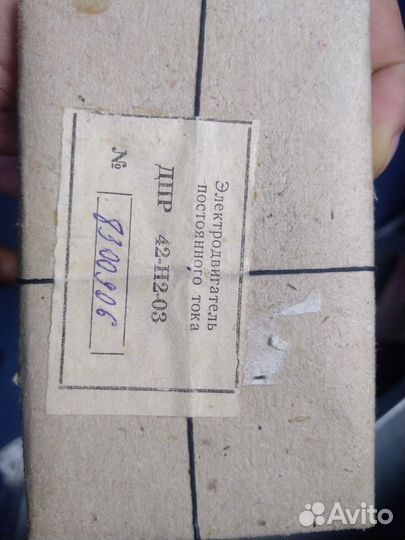 Электродвигатель
постоянного тока
ДПР 42-Н2-03
№ 8300906
Avito